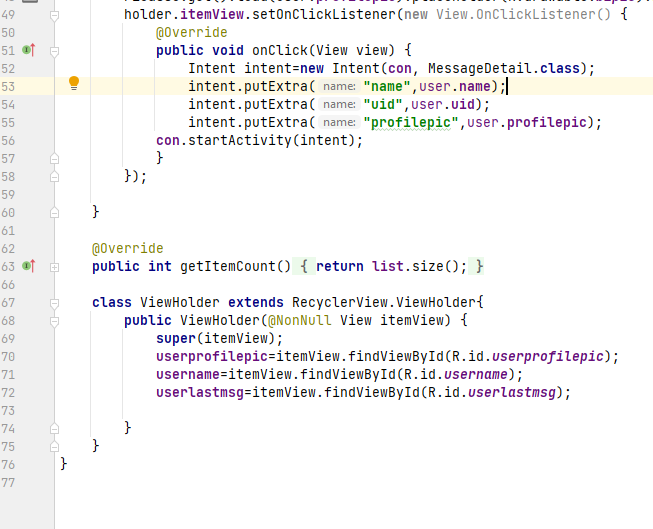 49 holder.itemView.setOnClickListener(new View.OnClickListener() {
50 @Override
51 public void onClick(View view) {
52 Intent intent=new Intent(con, MessageDetail.class);
53 intent.putExtra( name: "name",user.name);
54 intent.putExtra( name: "uid",user.uid);
55 intent.putExtra( name: "profilepic",user.profilepic);
56 con.startActivity(intent);
57 }
58 });
59
60 }
61
62 @Override
63 public int getItemCount() { return list.size(); }
66
67 class ViewHolder extends RecyclerView.ViewHolder{
68 public ViewHolder(@NonNull View itemView) {
69 super(itemView);
70 userprofilepic=itemView.findViewById(R.id.userprofilepic);
71 username=itemView.findViewById(R.id.username);
72 userlastmsg=itemView.findViewById(R.id.userlastmsg);
73
74 }
75 }
76 }
77